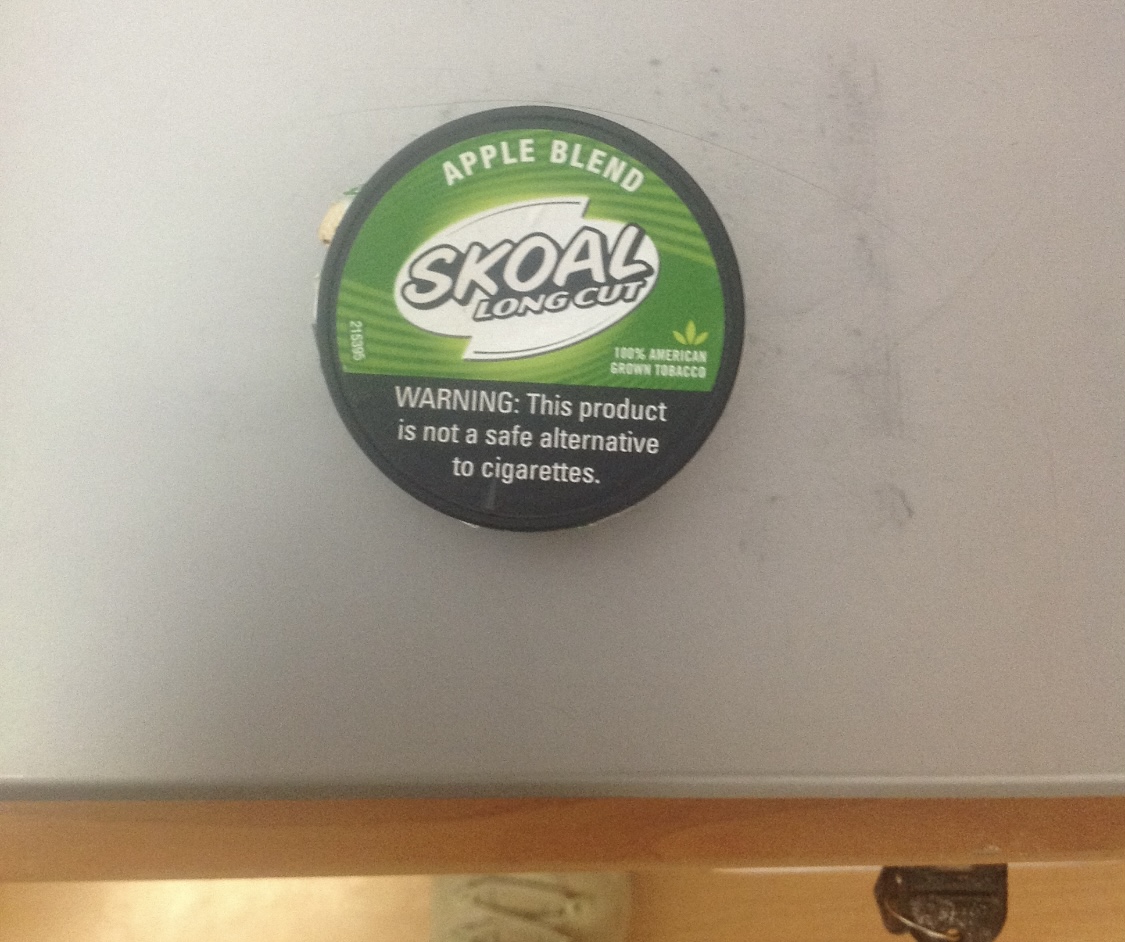 APPLE BLEND
SKOAL
LONG CUT
215395
100% AMERICAN
GROWN TOBACCO
WARNING: This product
is not a safe alternative
to cigarettes.